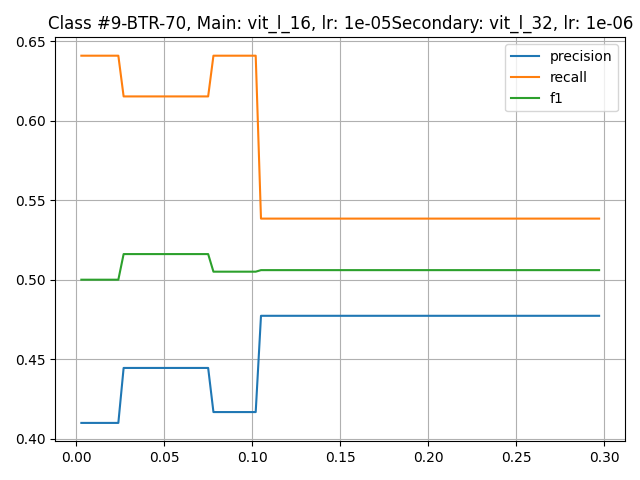 Class #9-BTR-70, Main: vit_l_16, lr: 1e-05Secondary: vit_l_32, lr: 1e-06
0.65
0.60
0.55
0.50
0.45
0.40
precision
recall
f1
0.00 0.05 0.10 0.15 0.20 0.25 0.30